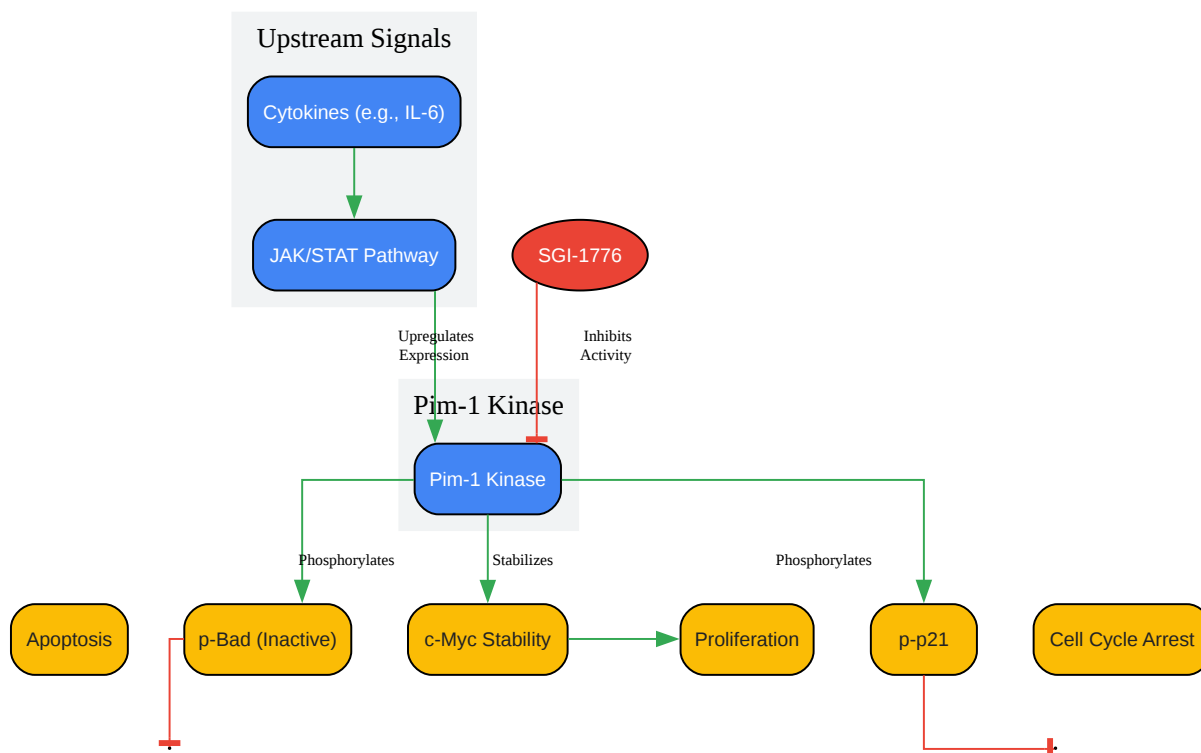 Upstream Signals
Cytokines (e.g., IL-6)
JAK/STAT Pathway
SGI-1776
Upregulates
Expression
Inhibits
Activity
Pim-1 Kinase
Pim-1 Kinase
Phosphorylates
Stabilizes
Phosphorylates
Apoptosis
p-Bad (Inactive)
c-Myc Stability
Proliferation
p-p21
Cell Cycle Arrest